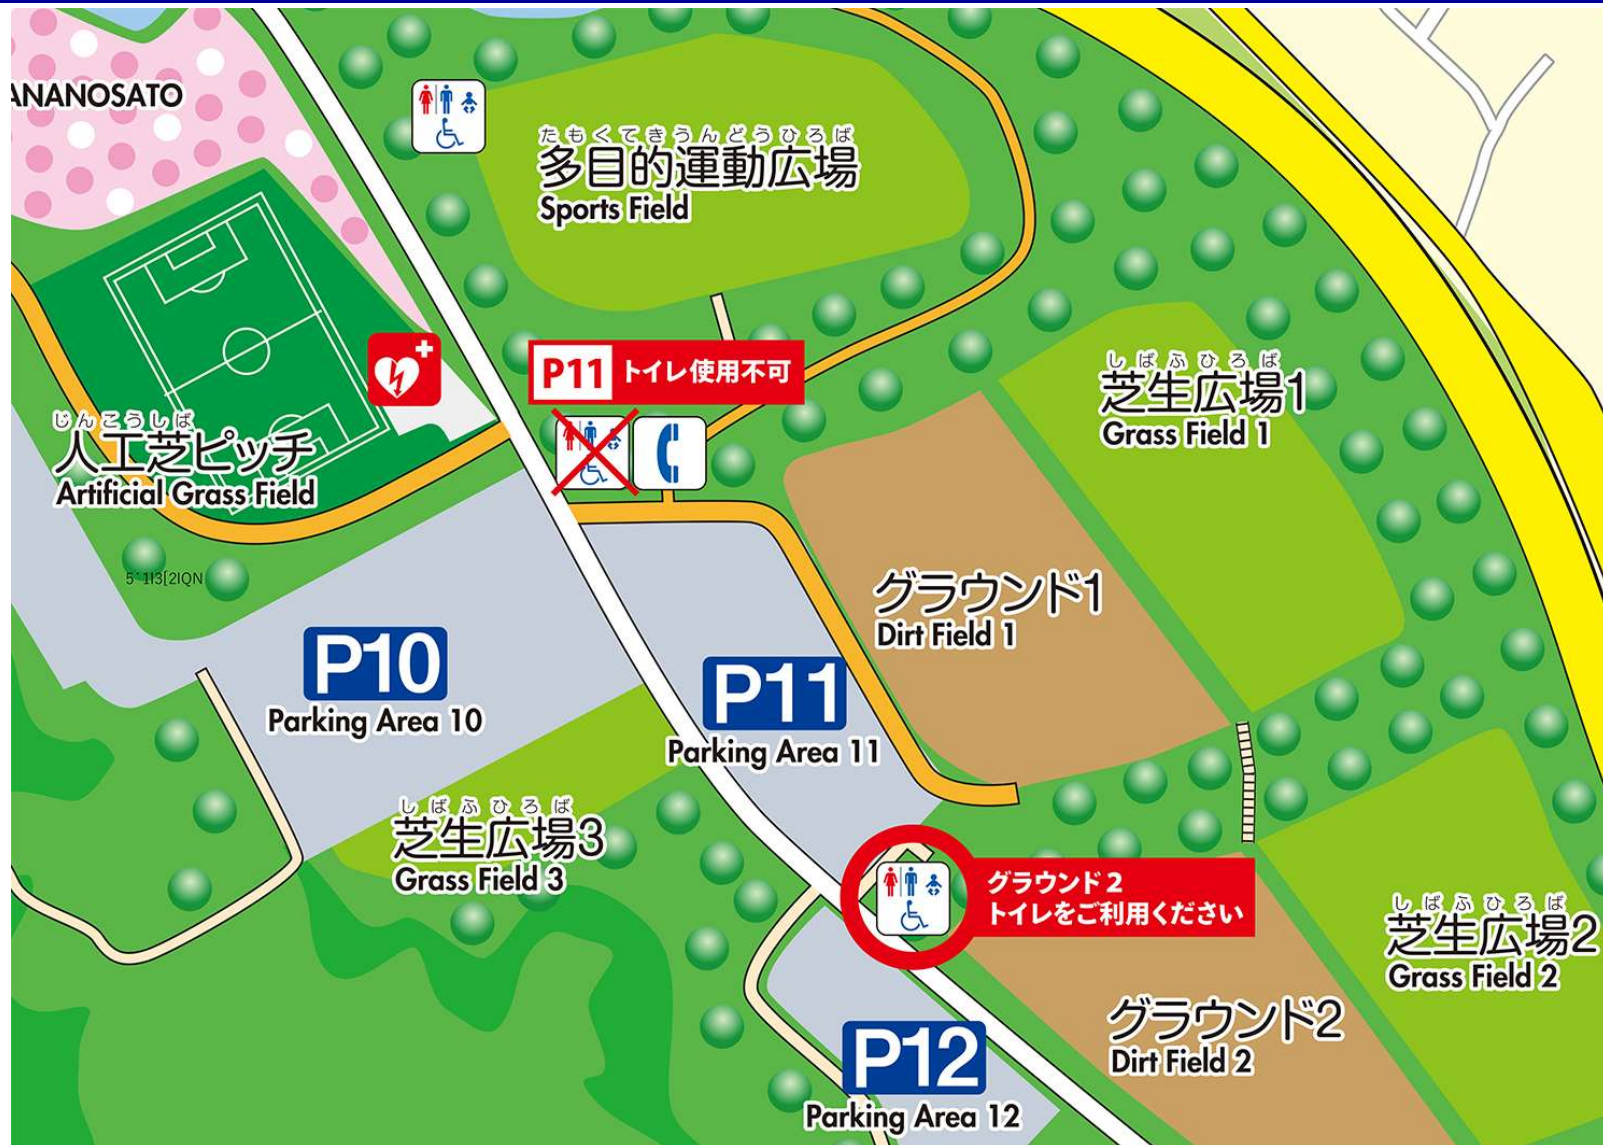 ANANOSATO
たもくてきうんどうひろば
多目的運動広場
Sports Field
P11 トイレ使用不可
しばふひろば
芝生広場1
Grass Field 1
じんこうしば
人工芝ピッチ
Artificial Grass Field
5`1I3[2IQN
グラウンド1
Dirt Field 1
P10
Parking Area 10
P11
Parking Area 11
しばふひろば
芝生広場3
Grass Field 3
グラウンド2
トイレをご利用ください
しばふひろば
芝生広場2
Grass Field 2
グラウンド2
Dirt Field 2
P12
Parking Area 12